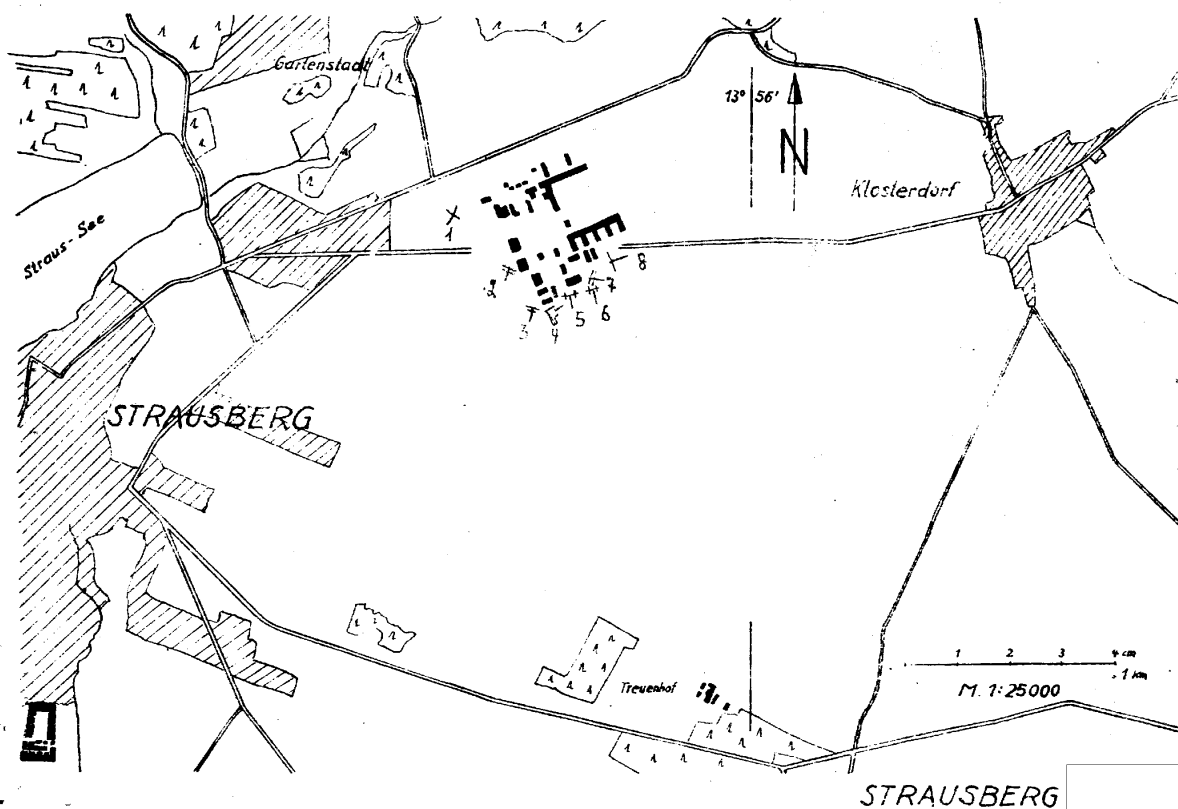 Gartenstadt
13° 56'
N
Klosterdorf
Straus-See
1
2
3
4
5
6
7
8
STRAUSBERG
Treuenhof
1 2 3 4 cm
1 km
M. 1:25000
STRAUSBERG